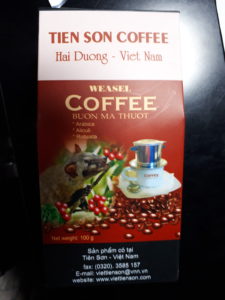 TIEN SON COFFEE
Hai Duong - Viet Nam
WEASEL
COFFEE
BUON MA THUOT
* Arabica
* Robusta
Net weight: 100 g
COFFEE
Sản phẩm có tại
Tiên Sơn - Việt Nam
fax: (0320). 3585 157
E-mail: viettienson@vnn.vn
website: www.viettienson.com